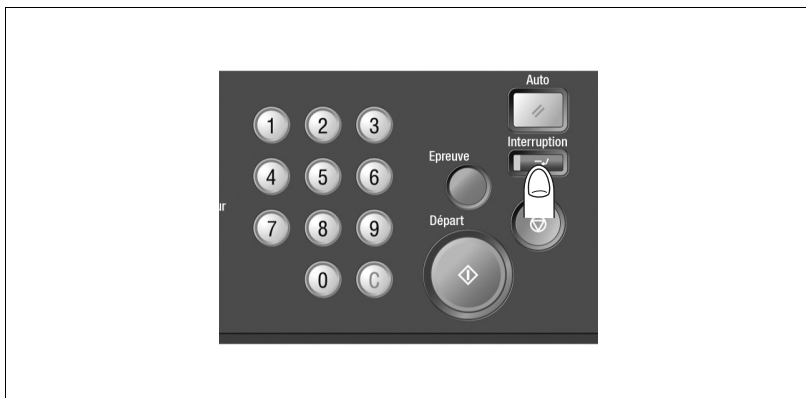 Auto
Interruption
1 2 3
Epreuve
4 5 6
ur
Départ
7 8 9
0 C